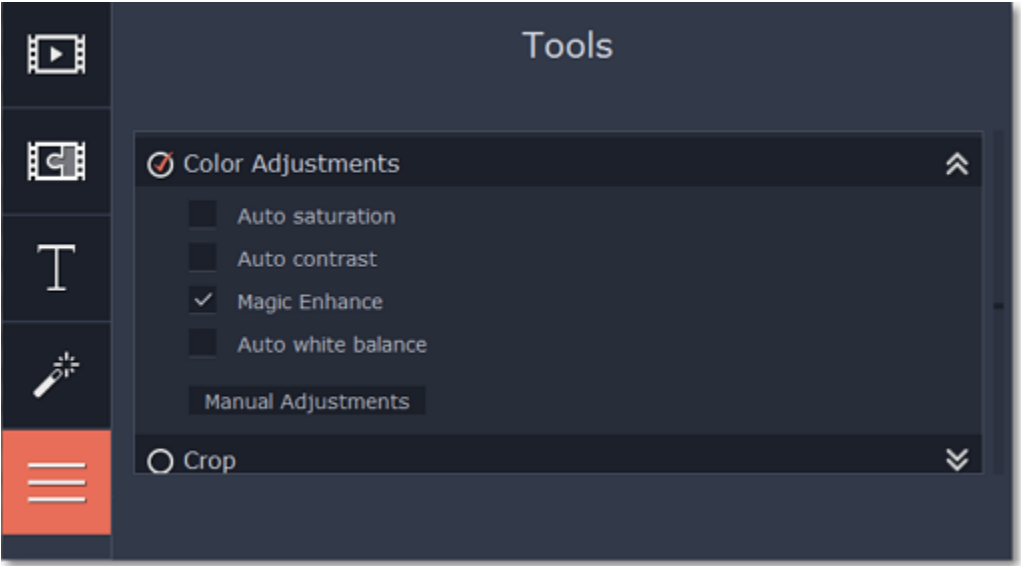 Tools
Color Adjustments
Auto saturation
Auto contrast
Magic Enhance
Auto white balance
Manual Adjustments
Crop
T